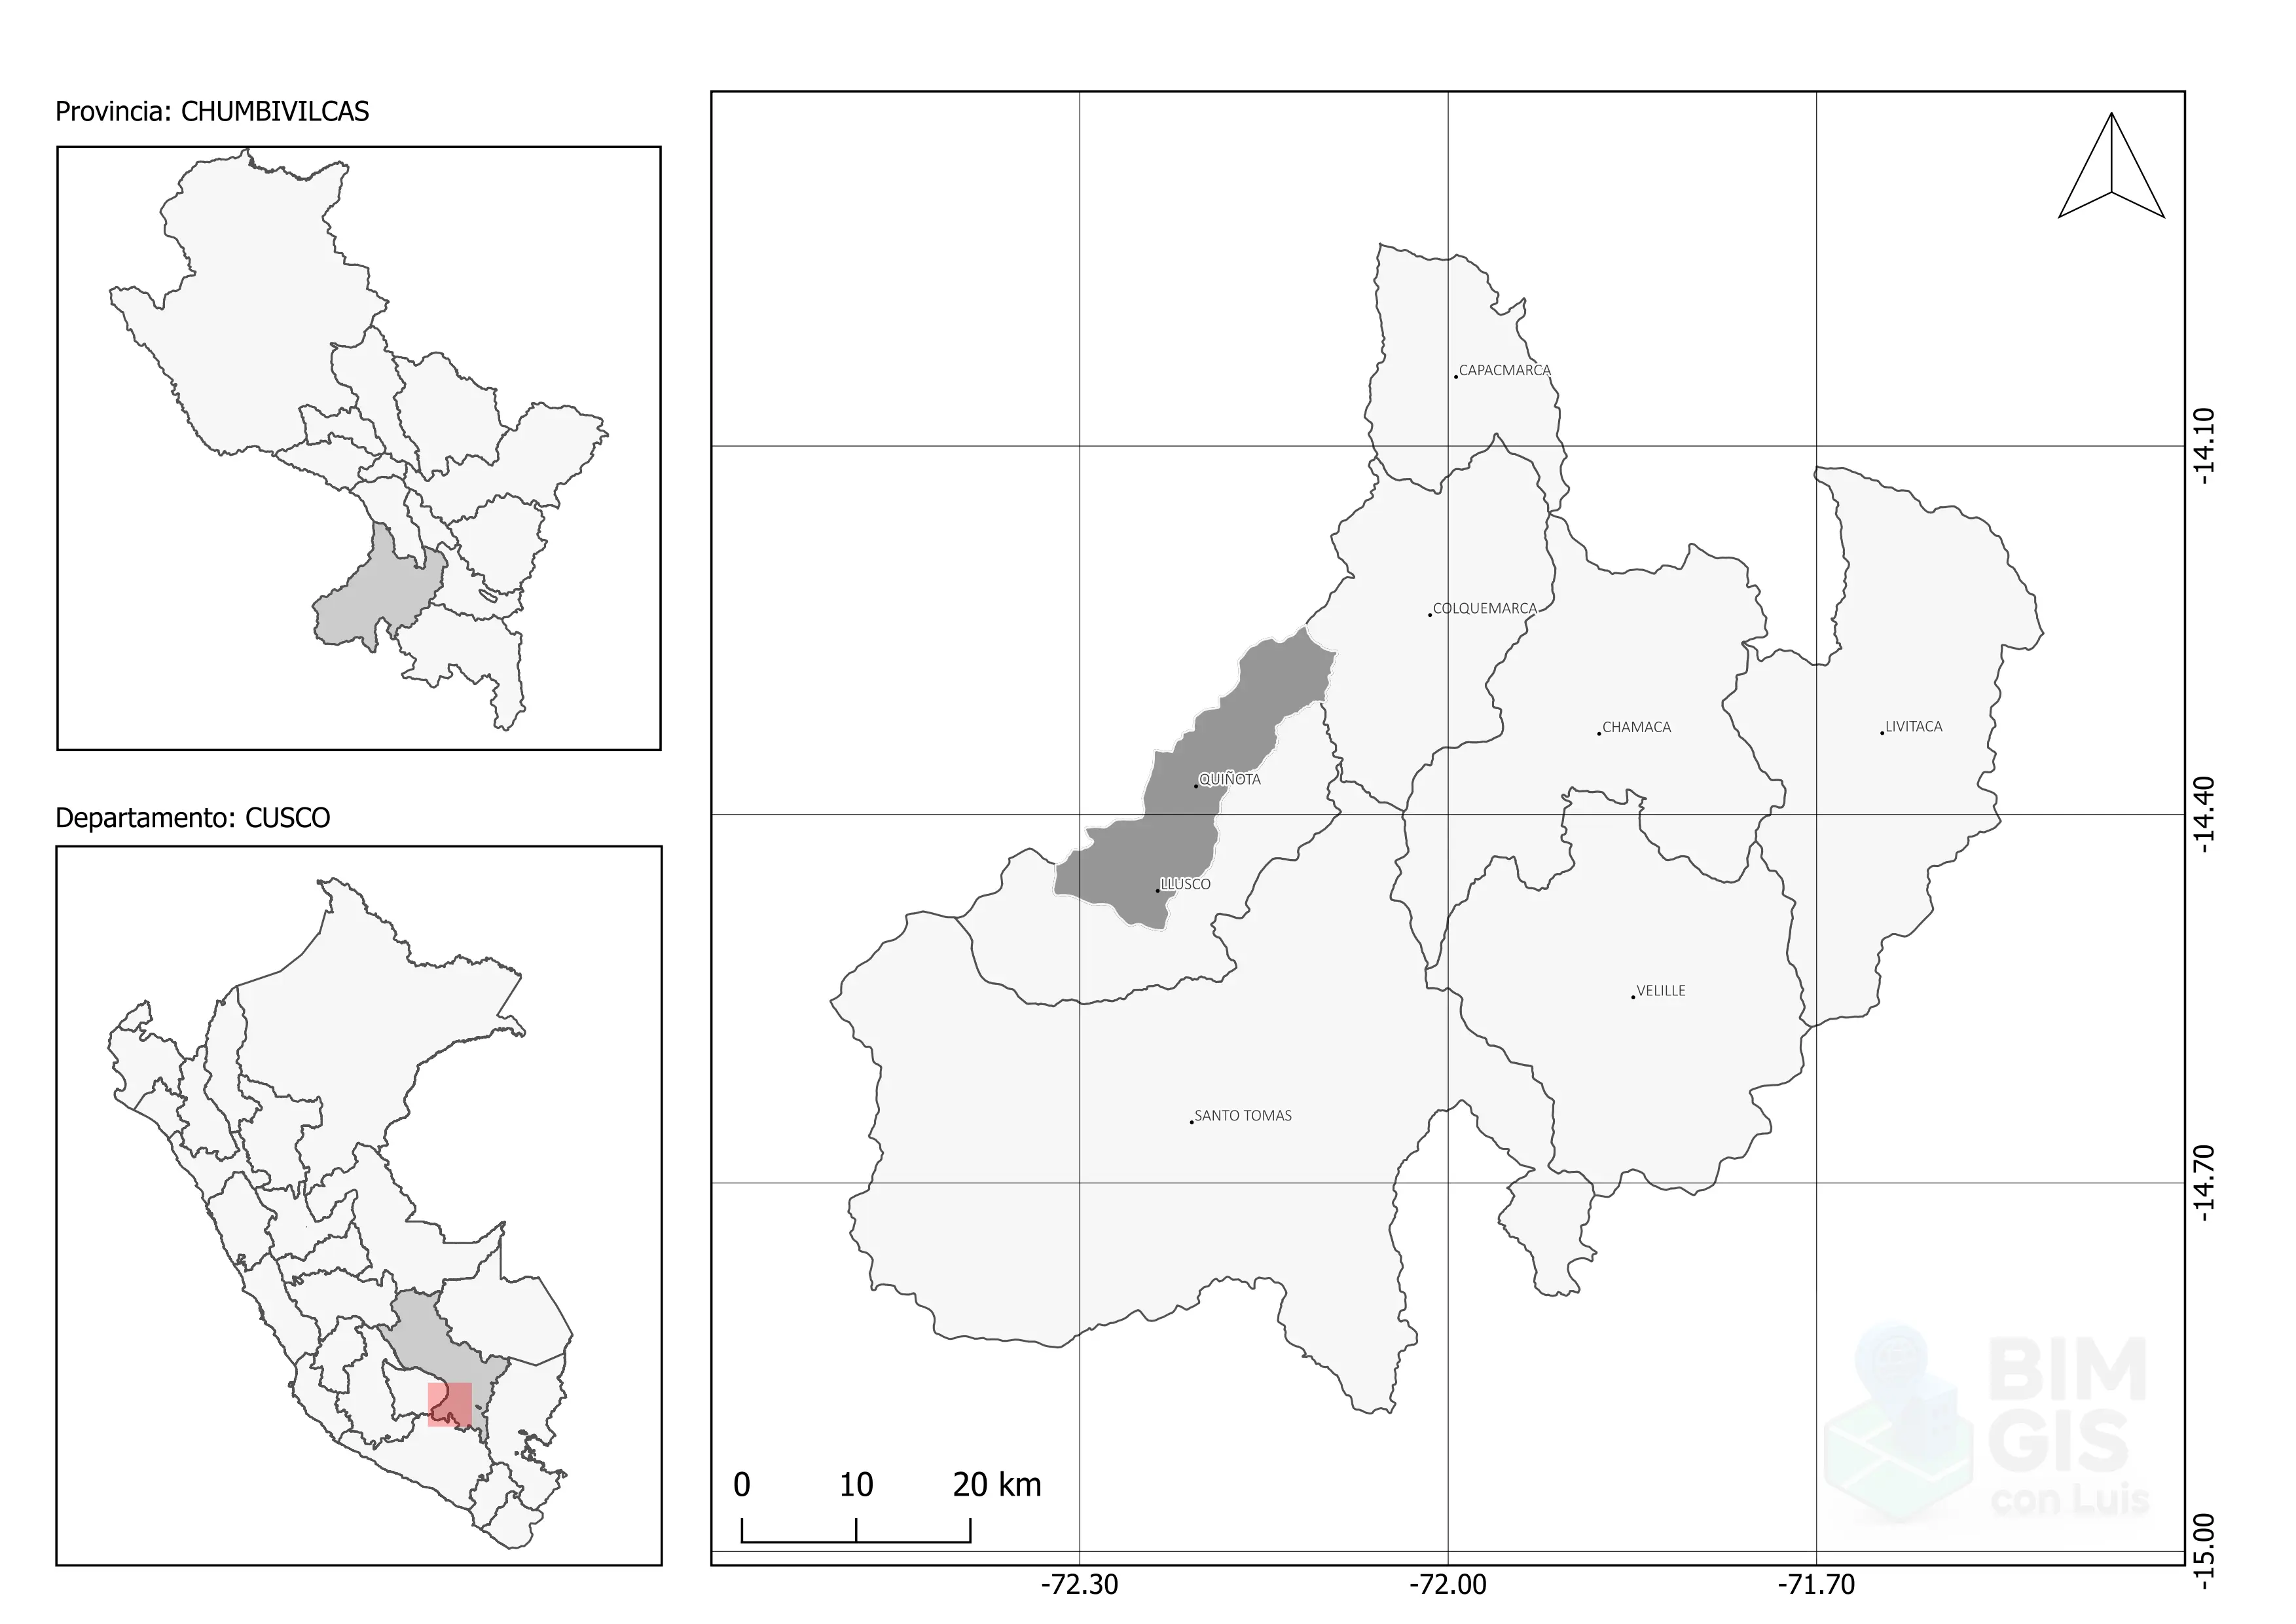 Provincia: CHUMBIVILCAS
Departamento: CUSCO
CAPACMARCA
COLQUEMARCA
CHAMACA
LIVITACA
QUIÑOTA
LLUSCO
VELILLE
SANTO TOMAS
0 10 20 km
-14.10
-14.40
-14.70
-15.00
-72.30 -72.00 -71.70
BIM
GIS
con Luis